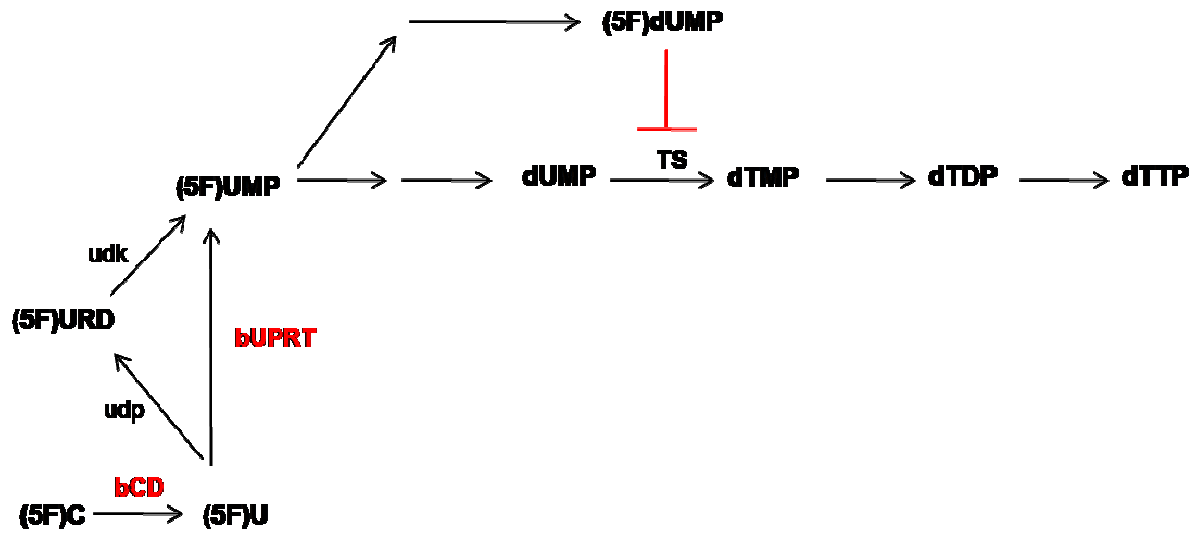 (5F)dUMP
TS
(5F)UMP
dUMP
dTMP
dTDP
dTTP
udk
(5F)URD
bUPRT
udp
bCD
(5F)C
(5F)U